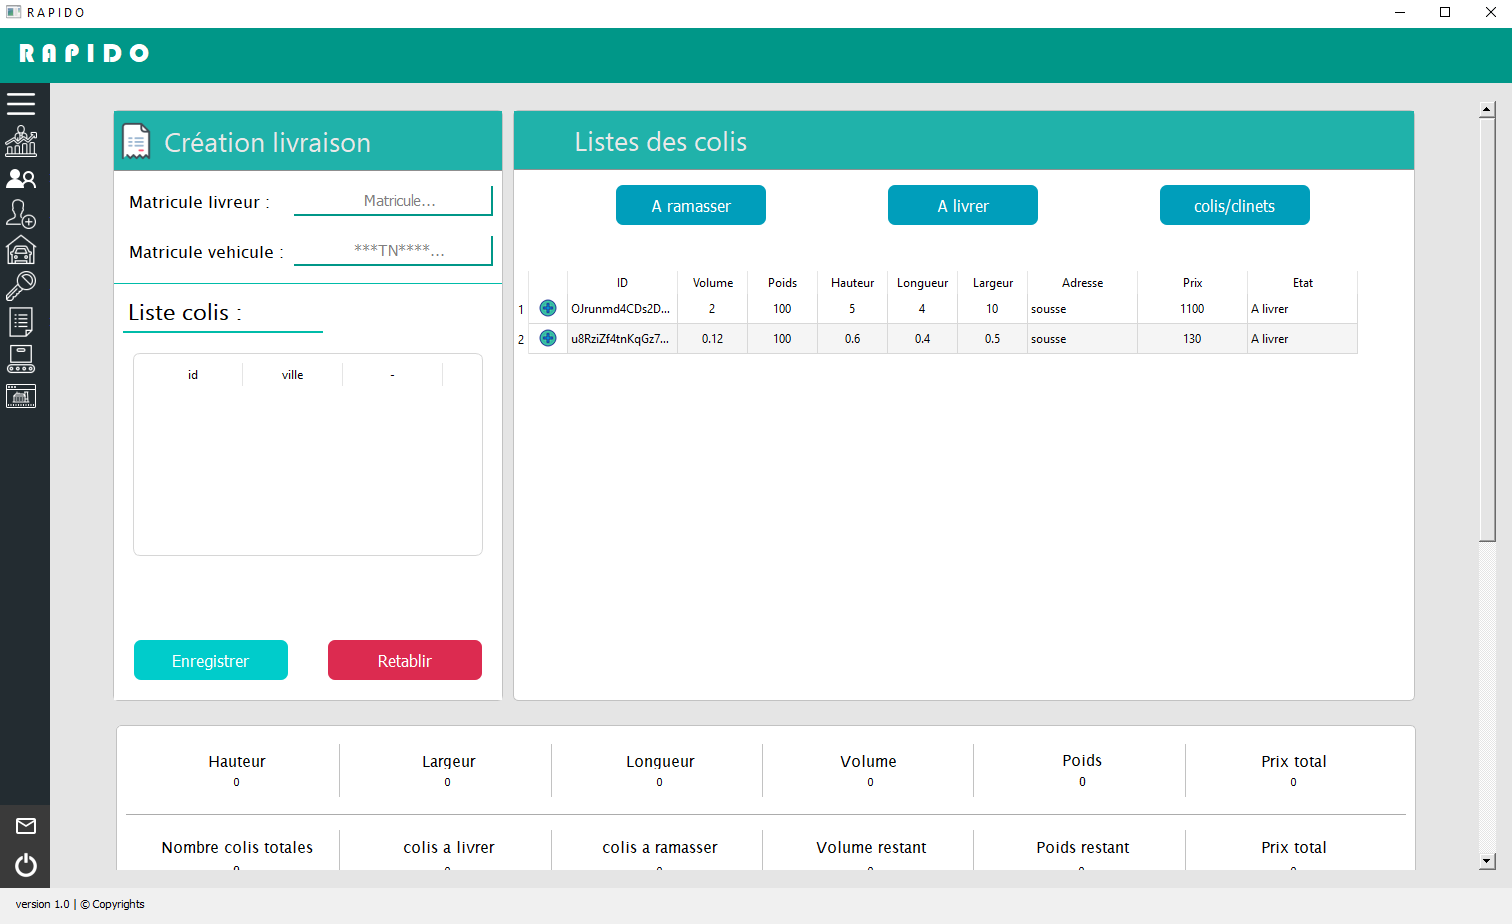 RAPIDO
RAPIDO
Création livraison
Matricule livreur : Matricule...
Matricule vehicule : ***TN****...
Liste colis :
id ville -
Enregistrer Retablir
Listes des colis
A ramasser A livrer colis/clinets
ID Volume Poids Hauteur Longueur Largeur Adresse Prix Etat
1 OJrunmd4CDs2D... 2 100 5 4 10 sousse 1100 A livrer
2 u8RziZf4tnKqGz7... 0.12 100 0.6 0.4 0.5 sousse 130 A livrer
Hauteur Largeur Longueur Volume Poids Prix total
0 0 0 0 0 0
Nombre colis totales colis a livrer colis a ramasser Volume restant Poids restant Prix total
version 1.0 | © Copyrights